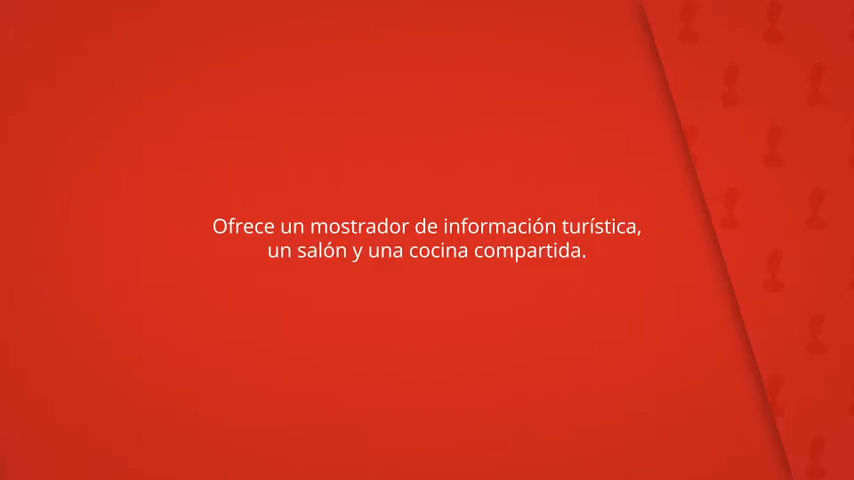 Ofrece un mostrador de información turística,
un salón y una cocina compartida.